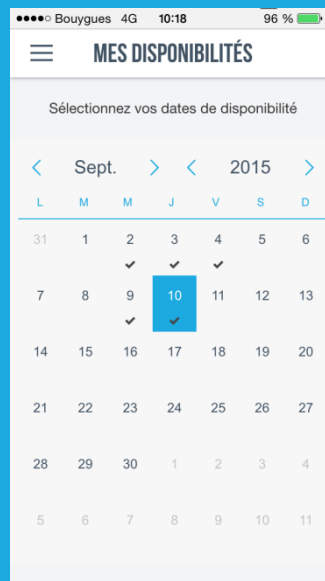 Bouygues 4G 10:18 96 %
MES DISPONIBILITÉS
Sélectionnez vos dates de disponibilité
Sept. 2015
L M M J V S D
31 1 2 3 4 5 6
7 8 9 10 11 12 13
14 15 16 17 18 19 20
21 22 23 24 25 26 27
28 29 30 1 2 3 4
5 6 7 8 9 10 11